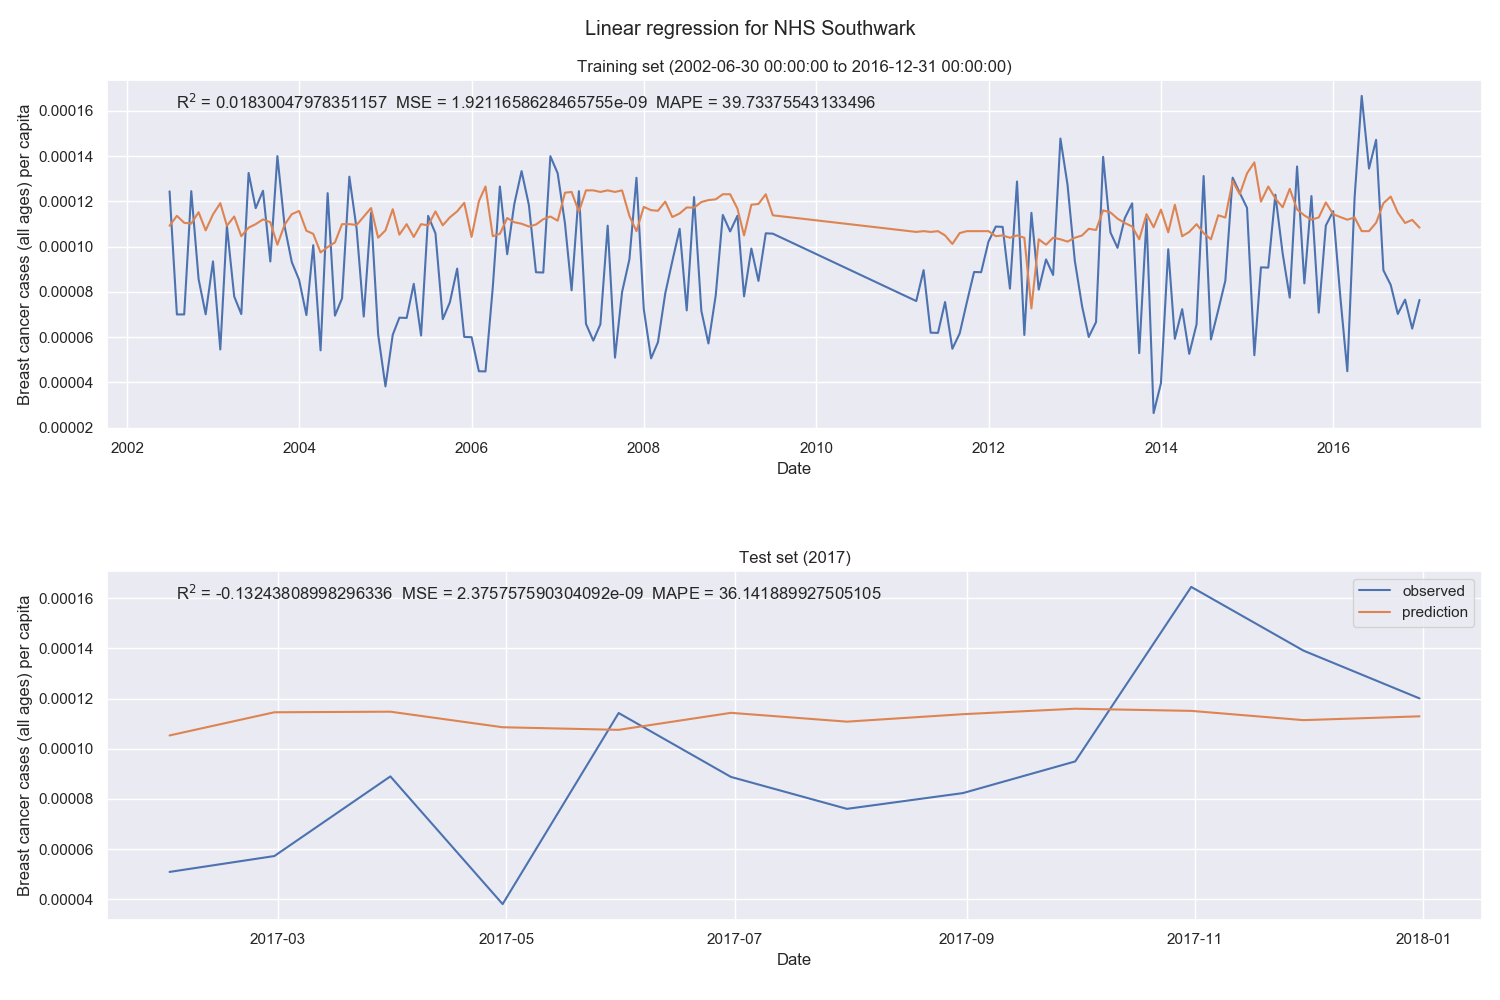 Linear regression for NHS Southwark
Training set (2002-06-30 00:00:00 to 2016-12-31 00:00:00)
R² = 0.01830047978351157 MSE = 1.9211658628465755e-09 MAPE = 39.73375543133496
Breast cancer cases (all ages) per capita
0.00016
0.00014
0.00012
0.00010
0.00008
0.00006
0.00004
0.00002
2002 2004 2006 2008 2010 2012 2014 2016
Date
Test set (2017)
R² = -0.13243808998296336 MSE = 2.375757590304092e-09 MAPE = 36.141889927505105
observed
prediction
Breast cancer cases (all ages) per capita
0.00016
0.00014
0.00012
0.00010
0.00008
0.00006
0.00004
2017-03 2017-05 2017-07 2017-09 2017-11 2018-01
Date